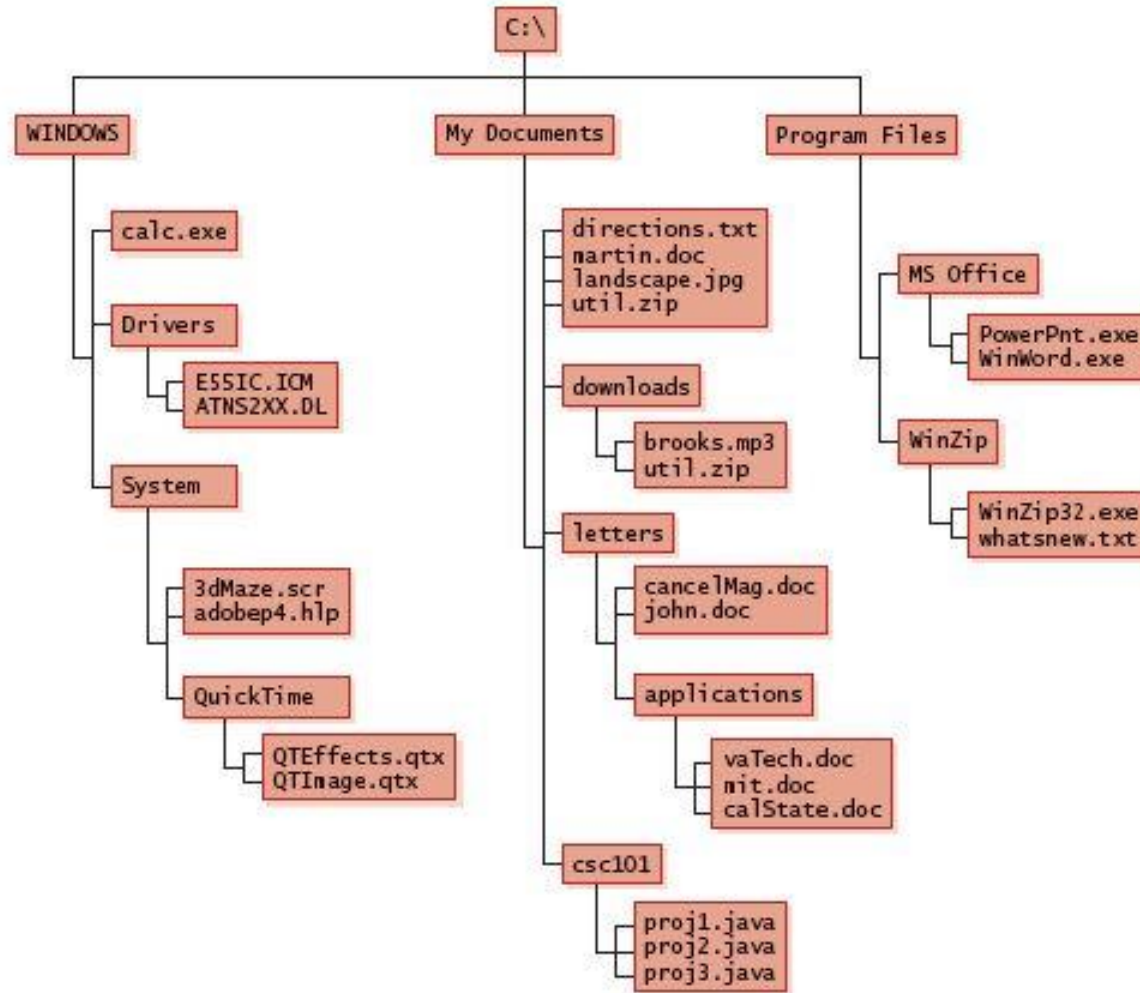 C:\
WINDOWS
My Documents
Program Files
calc.exe
Drivers
E55IC.ICM
ATNS2XX.DL
System
3dMaze.scr
adobep4.hlp
QuickTime
QTEffects.qtx
QTImage.qtx
directions.txt
martin.doc
landscape.jpg
util.zip
downloads
brooks.mp3
util.zip
letters
cancelMag.doc
john.doc
applications
vaTech.doc
mit.doc
calState.doc
csc101
proj1.java
proj2.java
proj3.java
MS Office
PowerPnt.exe
WinWord.exe
WinZip
WinZip32.exe
whatsnew.txt